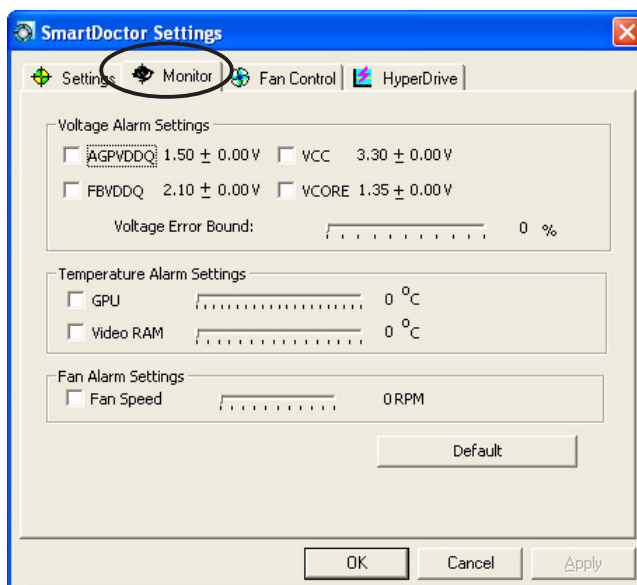 SmartDoctor Settings
Settings Monitor Fan Control HyperDrive
Voltage Alarm Settings
AGPVDDQ 1.50 ± 0.00 V VCC 3.30 ± 0.00 V
FBVDDQ 2.10 ± 0.00 V VCORE 1.35 ± 0.00 V
Voltage Error Bound: 0 %
Temperature Alarm Settings
GPU 0 °C
Video RAM 0 °C
Fan Alarm Settings
Fan Speed 0 RPM
Default
OK Cancel Apply